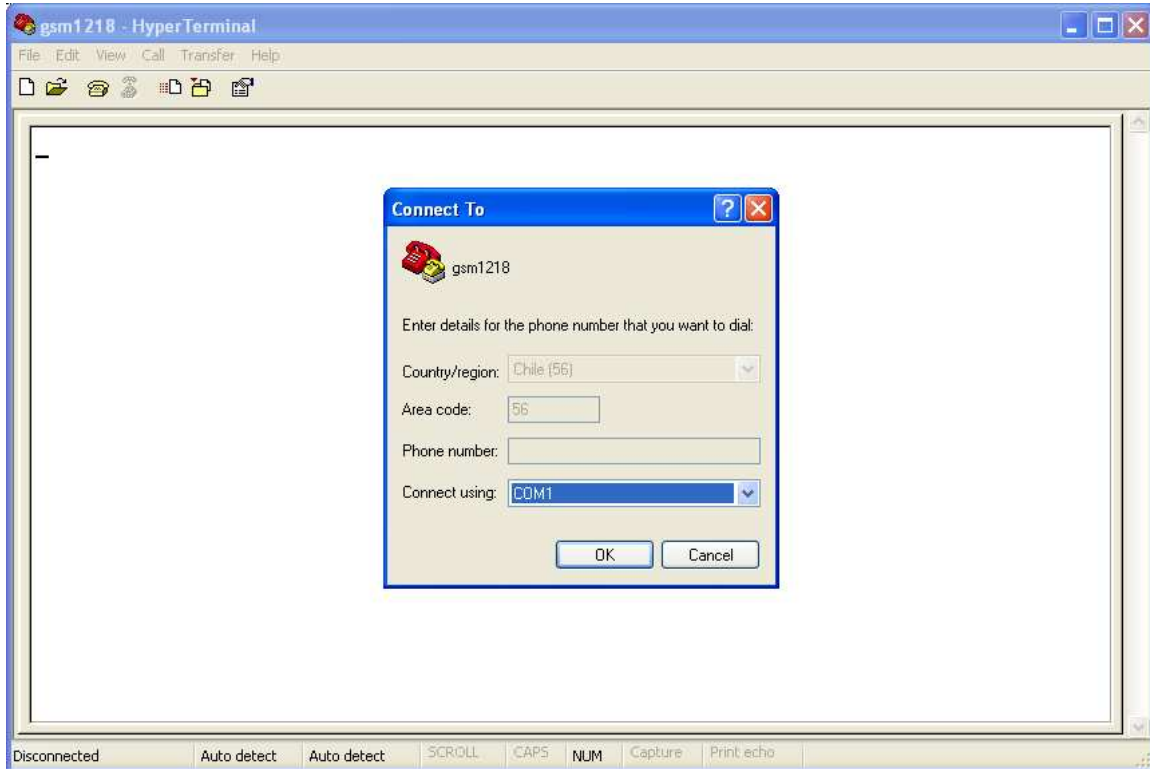 gsm1218 - HyperTerminal
File Edit View Call Transfer Help
Connect To
gsm1218
Enter details for the phone number that you want to dial:
Country/region: Chile (56)
Area code: 56
Phone number:
Connect using: COM1
OK Cancel
Disconnected Auto detect Auto detect SCROLL CAPS NUM Capture Print echo